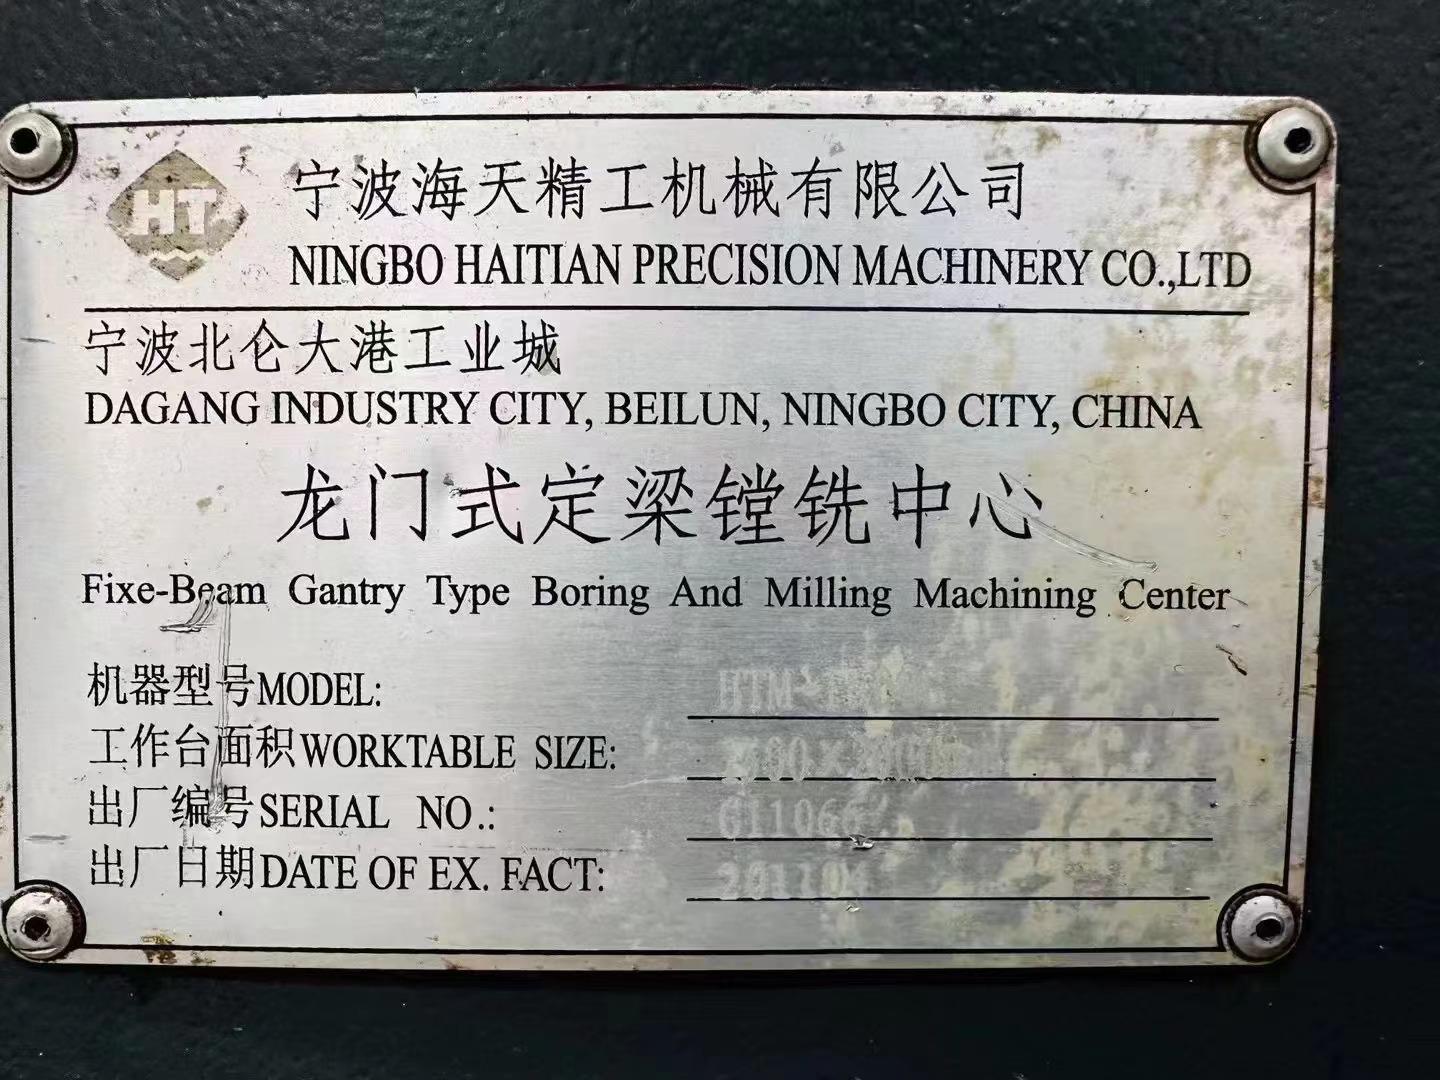 HT
宁波海天精工机械有限公司
NINGBO HAITIAN PRECISION MACHINERY CO.,LTD
宁波北仑大港工业城
DAGANG INDUSTRY CITY, BEILUN, NINGBO CITY, CHINA
龙门式定梁镗铣中心
Fixe-Beam Gantry Type Boring And Milling Machining Center
机器型号MODEL:
工作台面积WORKTABLE SIZE:
出厂编号SERIAL NO.:
出厂日期DATE OF EX. FACT: